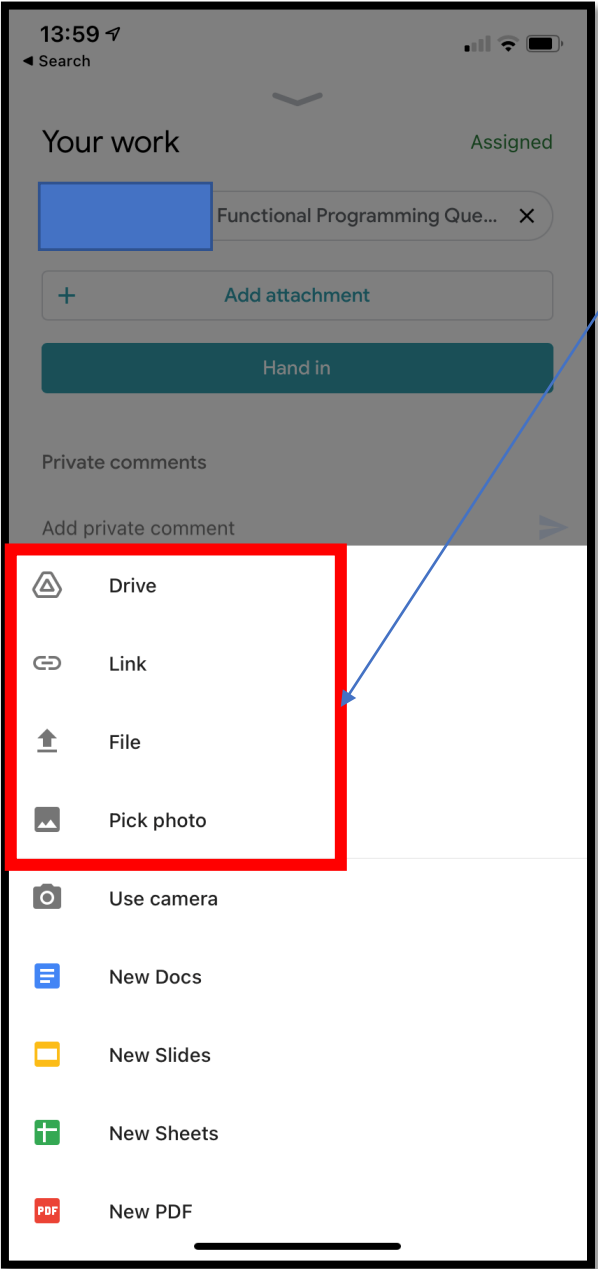 13:59
Search
Your work
Assigned
Functional Programming Que...
Add attachment
Hand in
Private comments
Add private comment
Drive
Link
File
Pick photo
Use camera
New Docs
New Slides
New Sheets
PDF New PDF